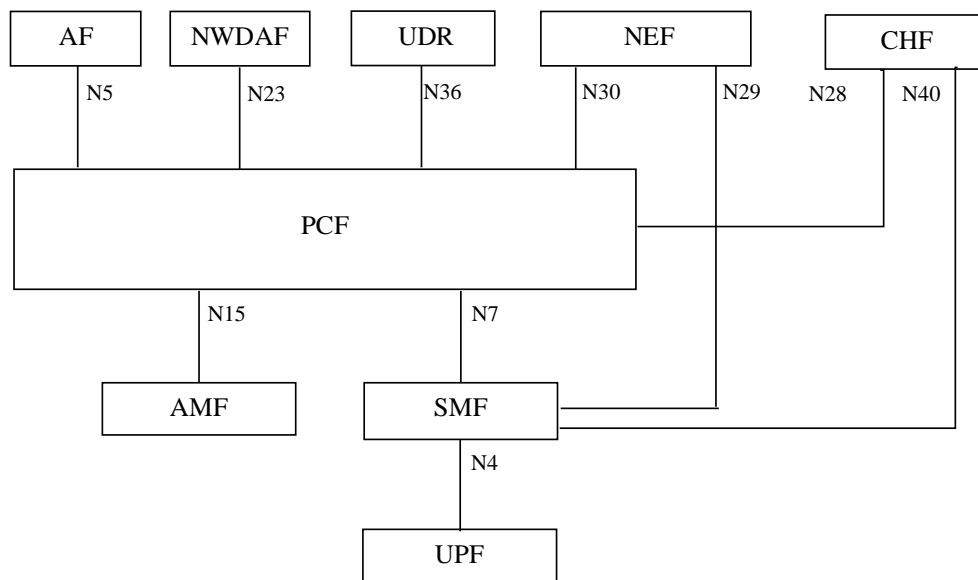 AF NWDAF UDR NEF CHF
N5 N23 N36 N30 N29 N28 N40
PCF
N15 N7
AMF SMF
N4
UPF